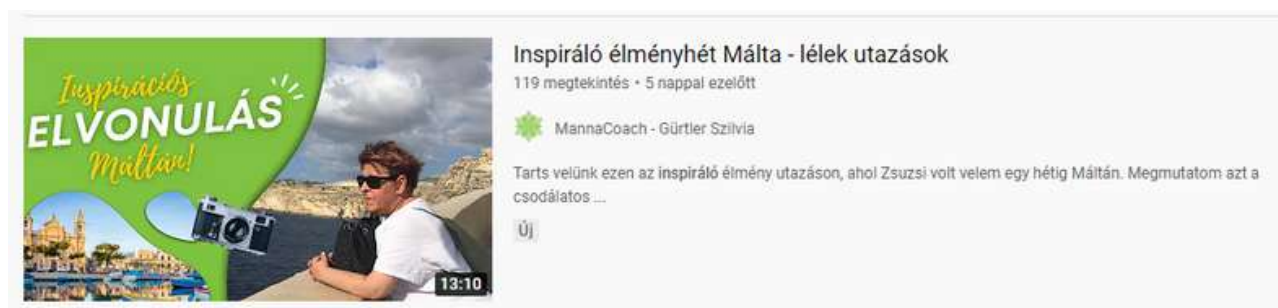 Inspirációs
ELVONULÁS
Máltán!
13:10
Inspiráló élményhét Málta - lélek utazások
119 megtekintés • 5 nappal ezelőtt
MannaCoach - Gürtler Szilvia
Tarts velünk ezen az inspiráló élmény utazáson, ahol Zsuzsi volt velem egy hétig Máltán. Megmutatom azt a
csodálatos ...
Új